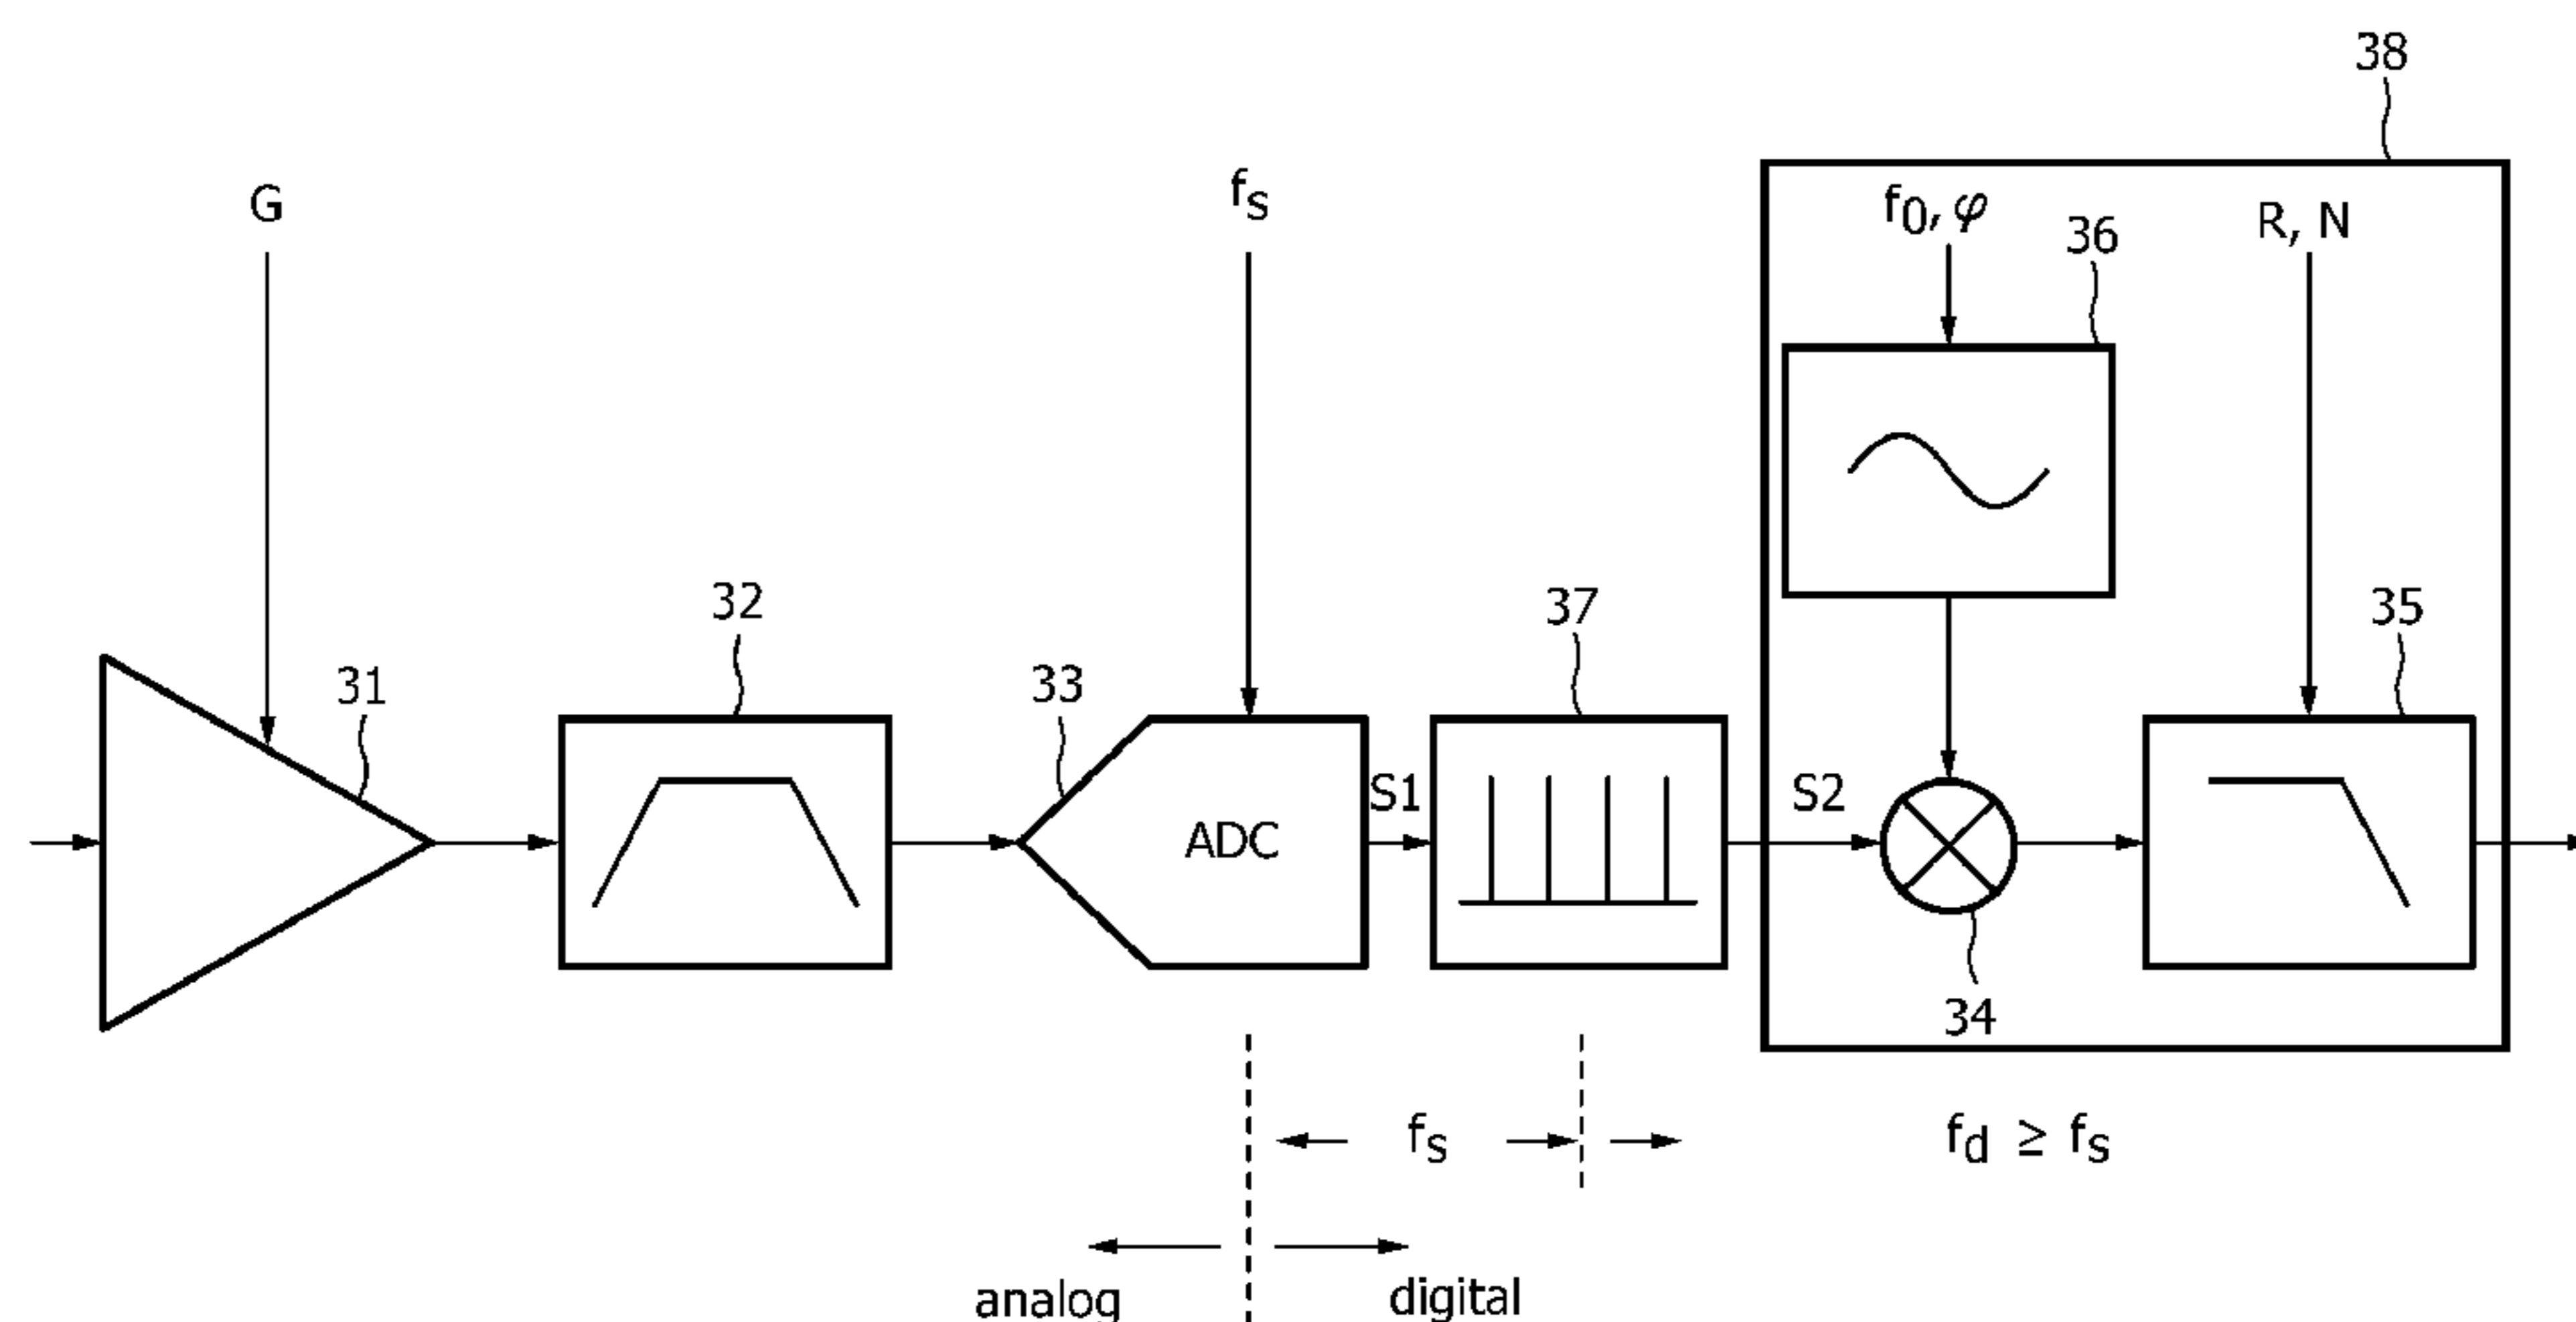 38
G
fs
f0, φ
36
R, N
32
37
35
31
33
ADC
S1
S2
34
fs
fd ≥ fs
analog
digital